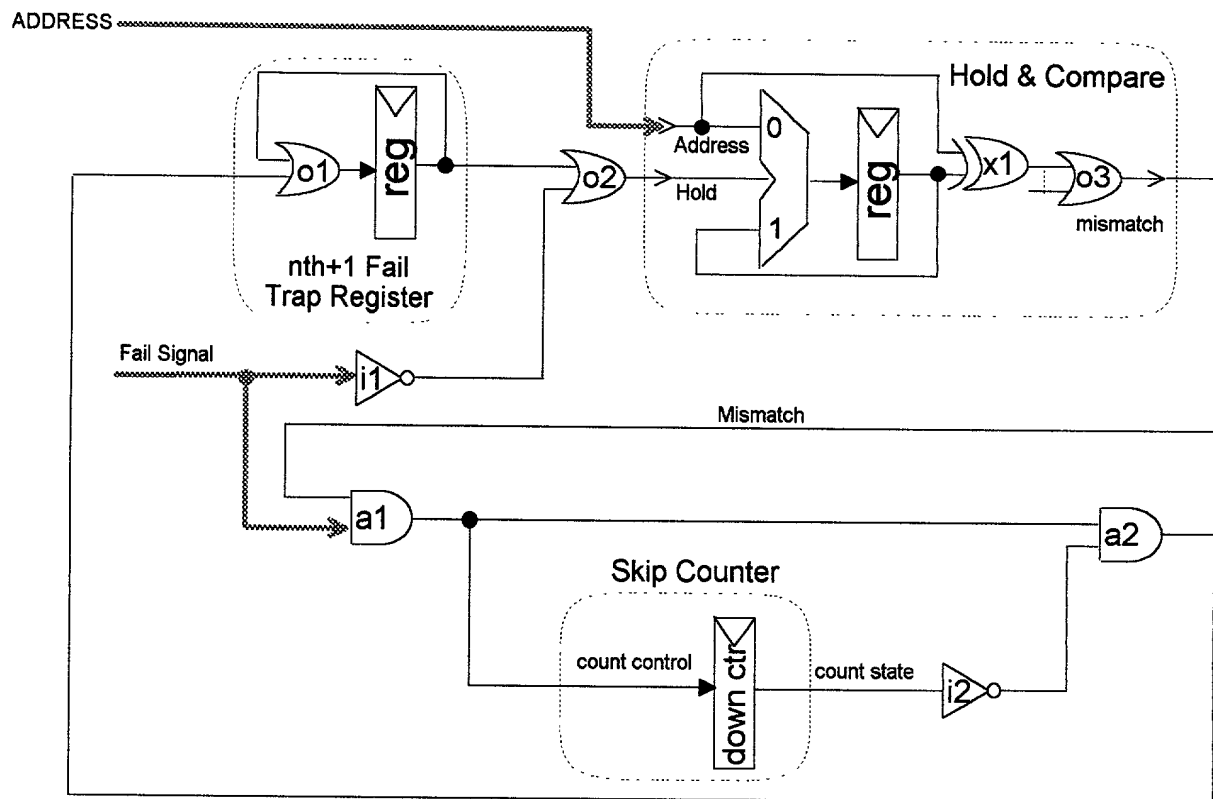 ADDRESS
Hold & Compare
o1
reg
o2
Address
Hold
0
1
reg
x1
o3
mismatch
nth+1 Fail
Trap Register
Fail Signal
i1
Mismatch
a1
a2
Skip Counter
count control
down ctr
count state
i2